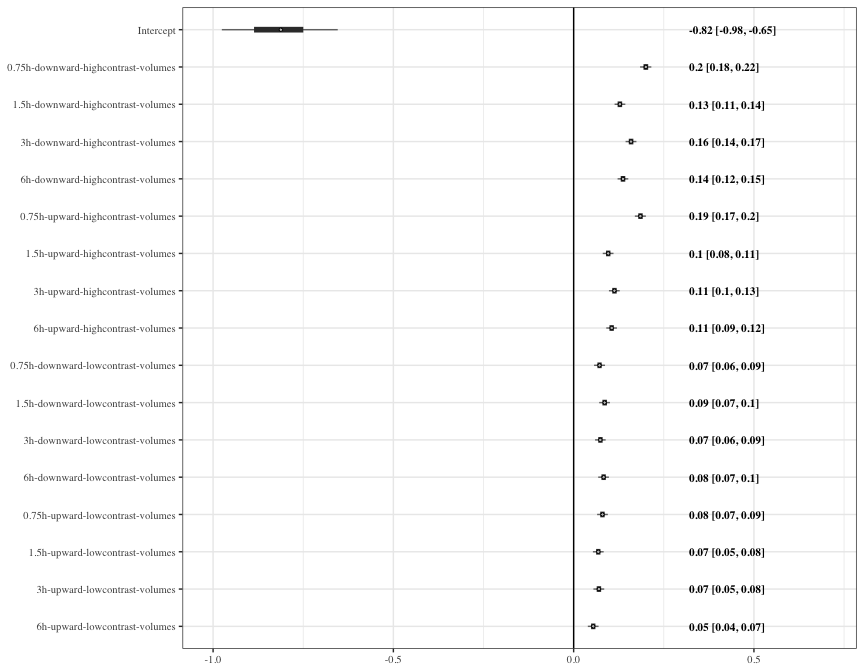 Intercept -0.82 [-0.98, -0.65]
0.75h-downward-highcontrast-volumes 0.2 [0.18, 0.22]
1.5h-downward-highcontrast-volumes 0.13 [0.11, 0.14]
3h-downward-highcontrast-volumes 0.16 [0.14, 0.17]
6h-downward-highcontrast-volumes 0.14 [0.12, 0.15]
0.75h-upward-highcontrast-volumes 0.19 [0.17, 0.2]
1.5h-upward-highcontrast-volumes 0.1 [0.08, 0.11]
3h-upward-highcontrast-volumes 0.11 [0.1, 0.13]
6h-upward-highcontrast-volumes 0.11 [0.09, 0.12]
0.75h-downward-lowcontrast-volumes 0.07 [0.06, 0.09]
1.5h-downward-lowcontrast-volumes 0.09 [0.07, 0.1]
3h-downward-lowcontrast-volumes 0.07 [0.06, 0.09]
6h-downward-lowcontrast-volumes 0.08 [0.07, 0.1]
0.75h-upward-lowcontrast-volumes 0.08 [0.07, 0.09]
1.5h-upward-lowcontrast-volumes 0.07 [0.05, 0.08]
3h-upward-lowcontrast-volumes 0.07 [0.05, 0.08]
6h-upward-lowcontrast-volumes 0.05 [0.04, 0.07]
-1.0 -0.5 0.0 0.5